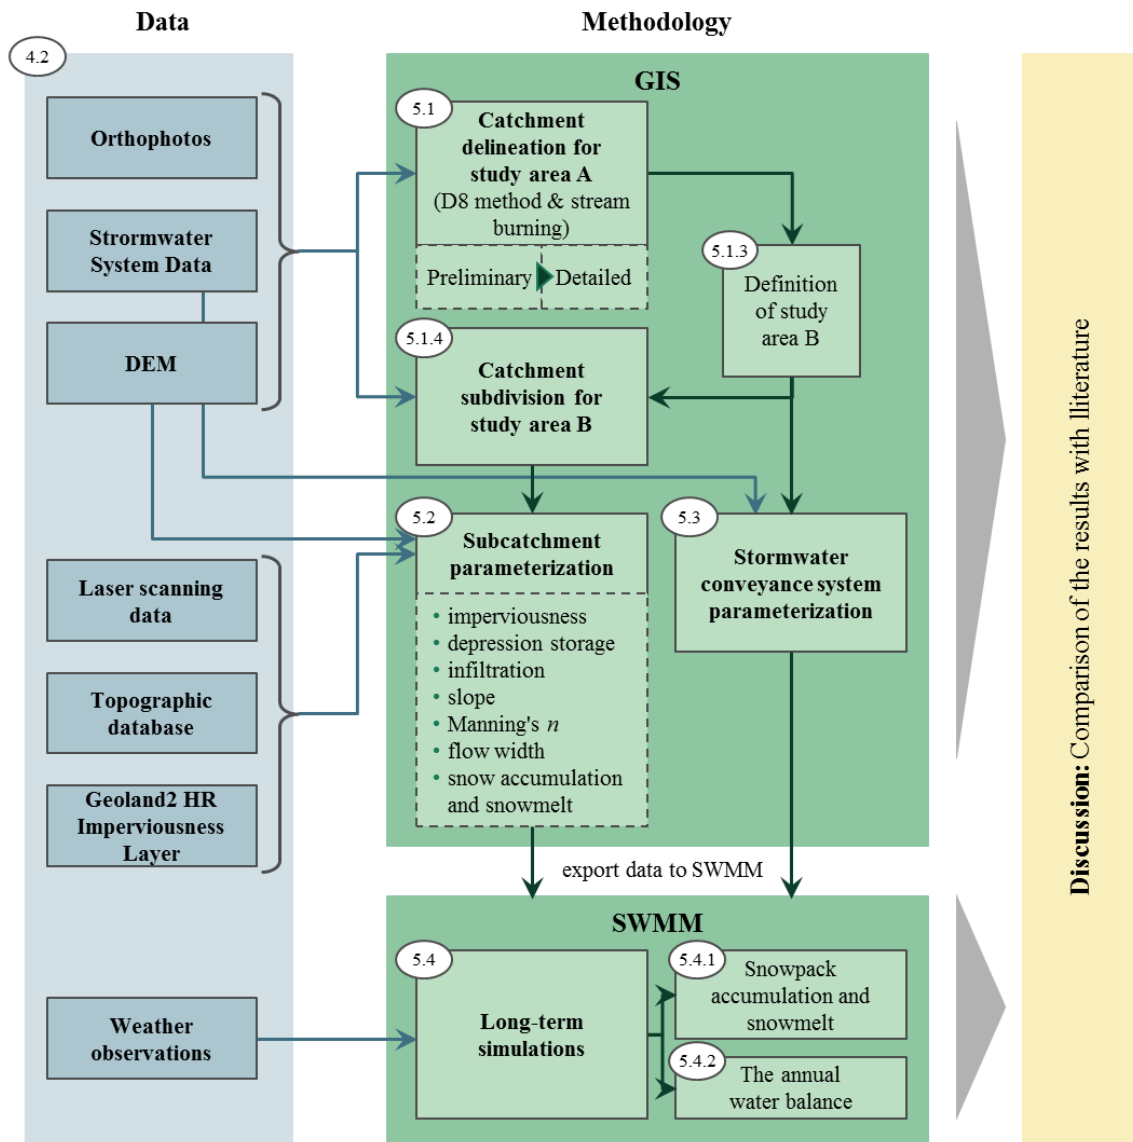 Data
Methodology
4.2
Orthophotos
Strormwater
System Data
DEM
Laser scanning
data
Topographic
database
Geoland2 HR
Imperviousness
Layer
Weather
observations
GIS
5.1
Catchment
delineation for
study area A
(D8 method & stream
burning)
Preliminary
Detailed
5.1.3
Definition
of study
area B
5.1.4
Catchment
subdivision for
study area B
5.2
Subcatchment
parameterization
• imperviousness
• depression storage
• infiltration
• slope
• Manning's n
• flow width
• snow accumulation
and snowmelt
5.3
Stormwater
conveyance system
parameterization
export data to SWMM
SWMM
5.4
Long-term
simulations
5.4.1
Snowpack
accumulation and
snowmelt
5.4.2
The annual
water balance
Discussion: Comparison of the results with lliterature